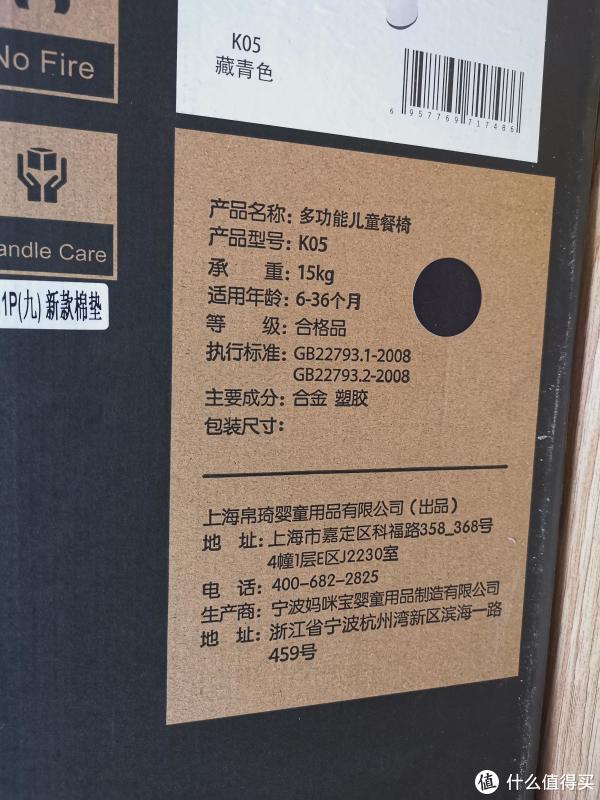 No Fire
K05
藏青色
6 957769 717486
andle Care
1P(九) 新款棉垫
产品名称: 多功能儿童餐椅
产品型号: K05
承 重: 15kg
适用年龄: 6-36个月
等 级: 合格品
执行标准: GB22793.1-2008
GB22793.2-2008
主要成分: 合金 塑胶
包装尺寸:
上海帛琦婴童用品有限公司（出品）
地 址: 上海市嘉定区科福路358_368号
4幢1层E区J2230室
电 话: 400-682-2825
生产商: 宁波妈咪宝婴童用品制造有限公司
地 址: 浙江省宁波杭州湾新区滨海一路
459号
值 什么值得买